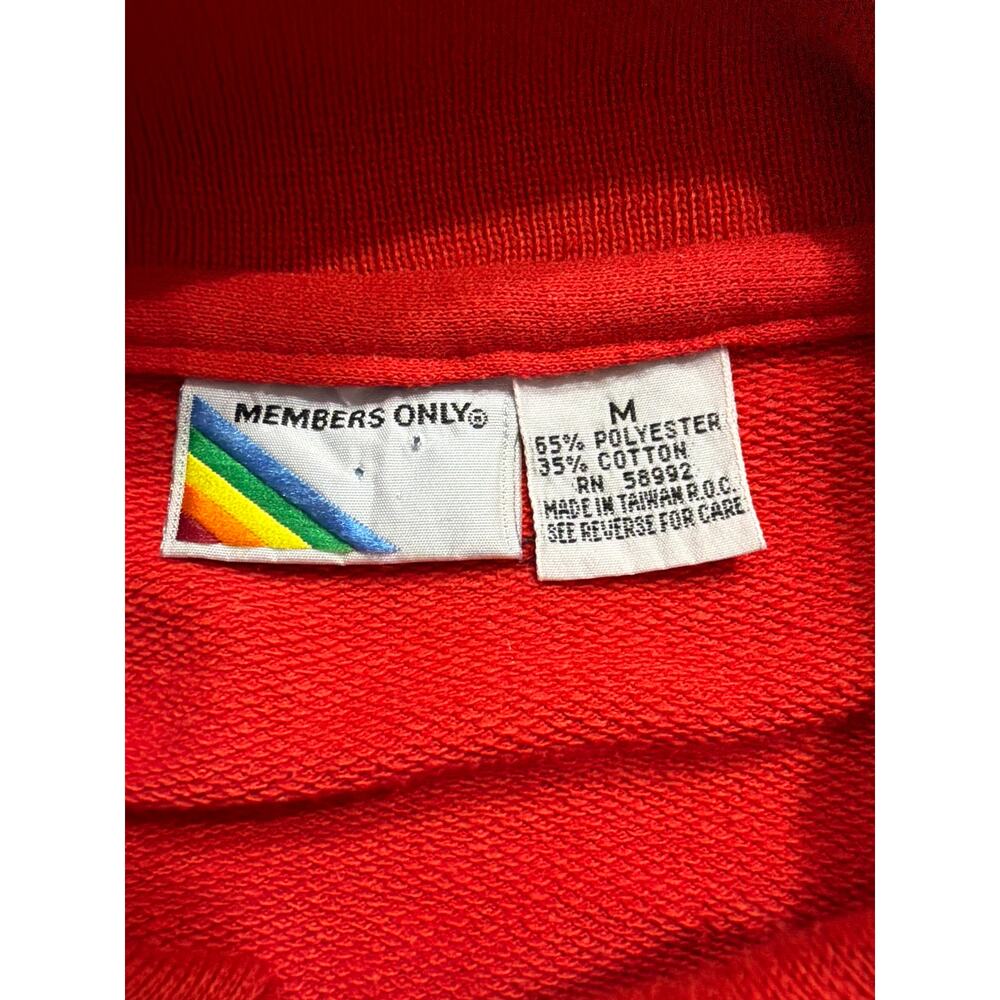 MEMBERS ONLY®
M
65% POLYESTER
35% COTTON
RN 58992
MADE IN TAIWAN R.O.C.
SEE REVERSE FOR CARE